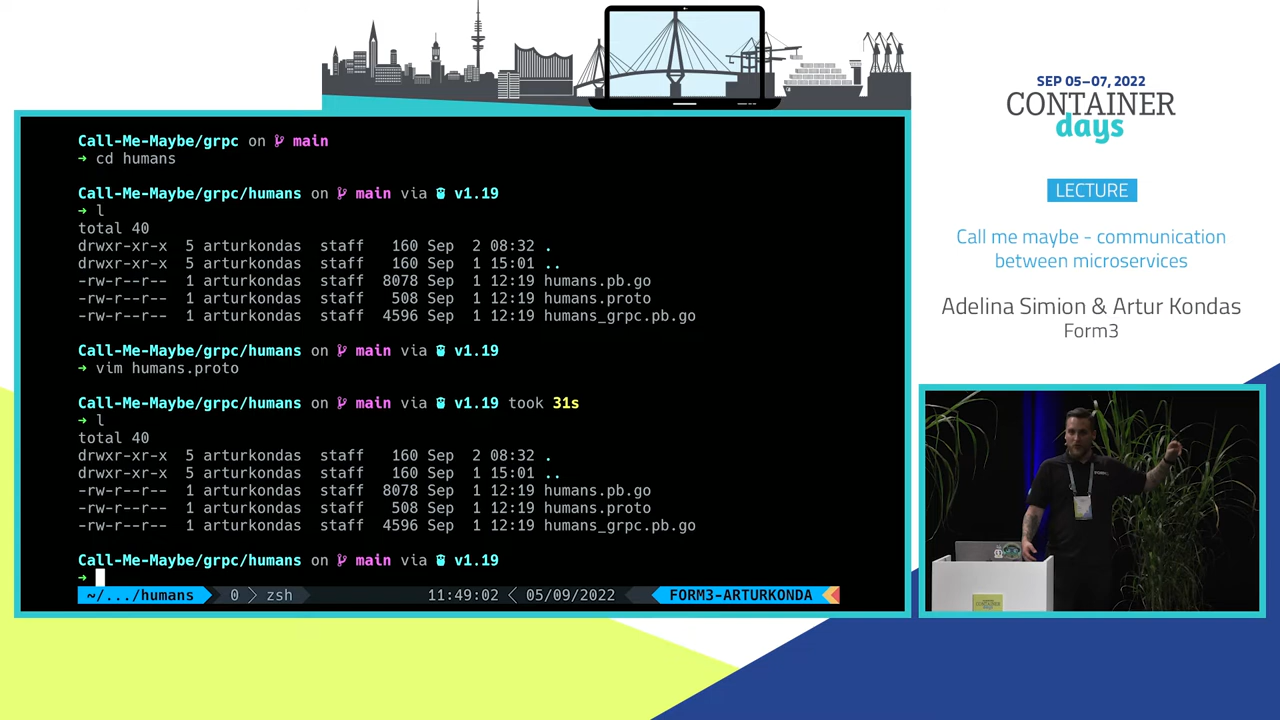 SEP 05–07, 2022
CONTAINER
days
LECTURE
Call me maybe - communication
between microservices
Adelina Simion & Artur Kondas
Form3
Call-Me-Maybe/grpc on main
➜ cd humans
Call-Me-Maybe/grpc/humans on main via v1.19
➜ l
total 40
drwxr-xr-x 5 arturkondas staff 160 Sep 2 08:32 .
drwxr-xr-x 5 arturkondas staff 160 Sep 1 15:01 ..
-rw-r--r-- 1 arturkondas staff 8078 Sep 1 12:19 humans.pb.go
-rw-r--r-- 1 arturkondas staff 508 Sep 1 12:19 humans.proto
-rw-r--r-- 1 arturkondas staff 4596 Sep 1 12:19 humans_grpc.pb.go
Call-Me-Maybe/grpc/humans on main via v1.19
➜ vim humans.proto
Call-Me-Maybe/grpc/humans on main via v1.19 took 31s
➜ l
total 40
drwxr-xr-x 5 arturkondas staff 160 Sep 2 08:32 .
drwxr-xr-x 5 arturkondas staff 160 Sep 1 15:01 ..
-rw-r--r-- 1 arturkondas staff 8078 Sep 1 12:19 humans.pb.go
-rw-r--r-- 1 arturkondas staff 508 Sep 1 12:19 humans.proto
-rw-r--r-- 1 arturkondas staff 4596 Sep 1 12:19 humans_grpc.pb.go
Call-Me-Maybe/grpc/humans on main via v1.19
➜
~/.../humans 0 zsh 11:49:02 05/09/2022 FORM3-ARTURKONDA